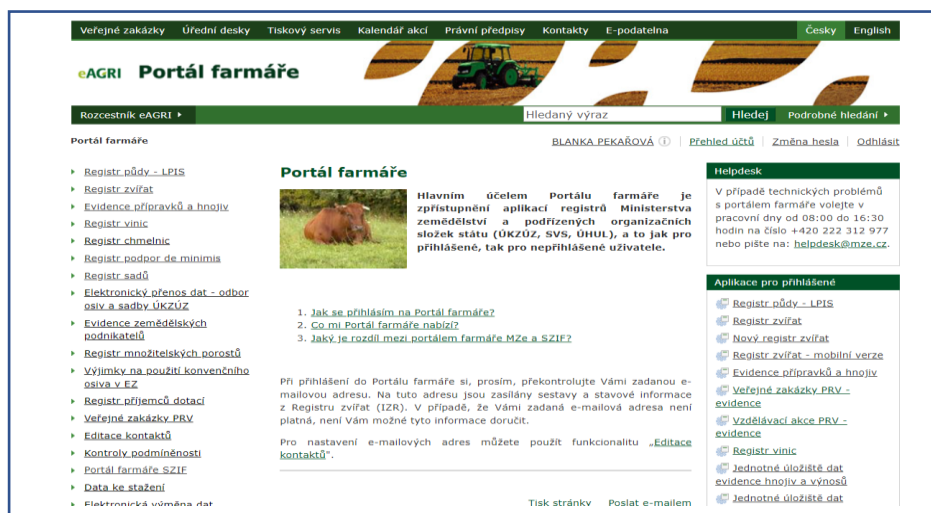 Veřejné zakázky Úřední desky Tiskový servis Kalendář akcí Právní předpisy Kontakty E-podatelna Česky English
eAGRI Portál farmáře
Rozcestník eAGRI Hledaný výraz Hledej Podrobné hledání
Portál farmáře BLANKA PEKAŘOVÁ Přehled účtů Změna hesla Odhlásit
Registr půdy - LPIS
Registr zvířat
Evidence přípravků a hnojiv
Registr vinic
Registr chmelnic
Registr podpor de minimis
Registr sadů
Elektronický přenos dat - odbor
osiv a sadby ÚKZÚZ
Evidence zemědělských
podnikatelů
Registr množitelských porostů
Výjimky na použití konvenčního
osiva v EZ
Registr příjemců dotací
Veřejné zakázky PRV
Editace kontaktů
Kontroly podmíněnosti
Portál farmáře SZIF
Data ke stažení
Elektronická výměna dat
Portál farmáře
Hlavním účelem Portálu farmáře je
zpřístupnění aplikací registrů Ministerstva
zemědělství a podřízených organizačních
složek státu (ÚKZÚZ, SVS, ÚHUL), a to jak pro
přihlášené, tak pro nepřihlášené uživatele.
1. Jak se přihlásím na Portál farmáře?
2. Co mi Portál farmáře nabízí?
3. Jaký je rozdíl mezi portálem farmáře MZe a SZIF?
Při přihlášení do Portálu farmáře si, prosím, překontrolujte Vámi zadanou e-
mailovou adresu. Na tuto adresu jsou zasílány sestavy a stavové informace
z Registru zvířat (IZR). V případě, že Vámi zadaná e-mailová adresa není
platná, není Vám možné tyto informace doručit.
Pro nastavení e-mailových adres můžete použít funkcionalitu „Editace
kontaktů".
Tisk stránky Poslat e-mailem
Helpdesk
V případě technických problémů
s portálem farmáře volejte v
pracovní dny od 08:00 do 16:30
hodin na číslo +420 222 312 977
nebo pište na: helpdesk@mze.cz.
Aplikace pro přihlášené
Registr půdy - LPIS
Registr zvířat
Nový registr zvířat
Registr zvířat - mobilní verze
Evidence přípravků a hnojiv
Veřejné zakázky PRV -
evidence
Vzdělávací akce PRV -
evidence
Registr vinic
Jednotné úložiště dat
evidence hnojiv a výnosů
Jednotné úložiště dat